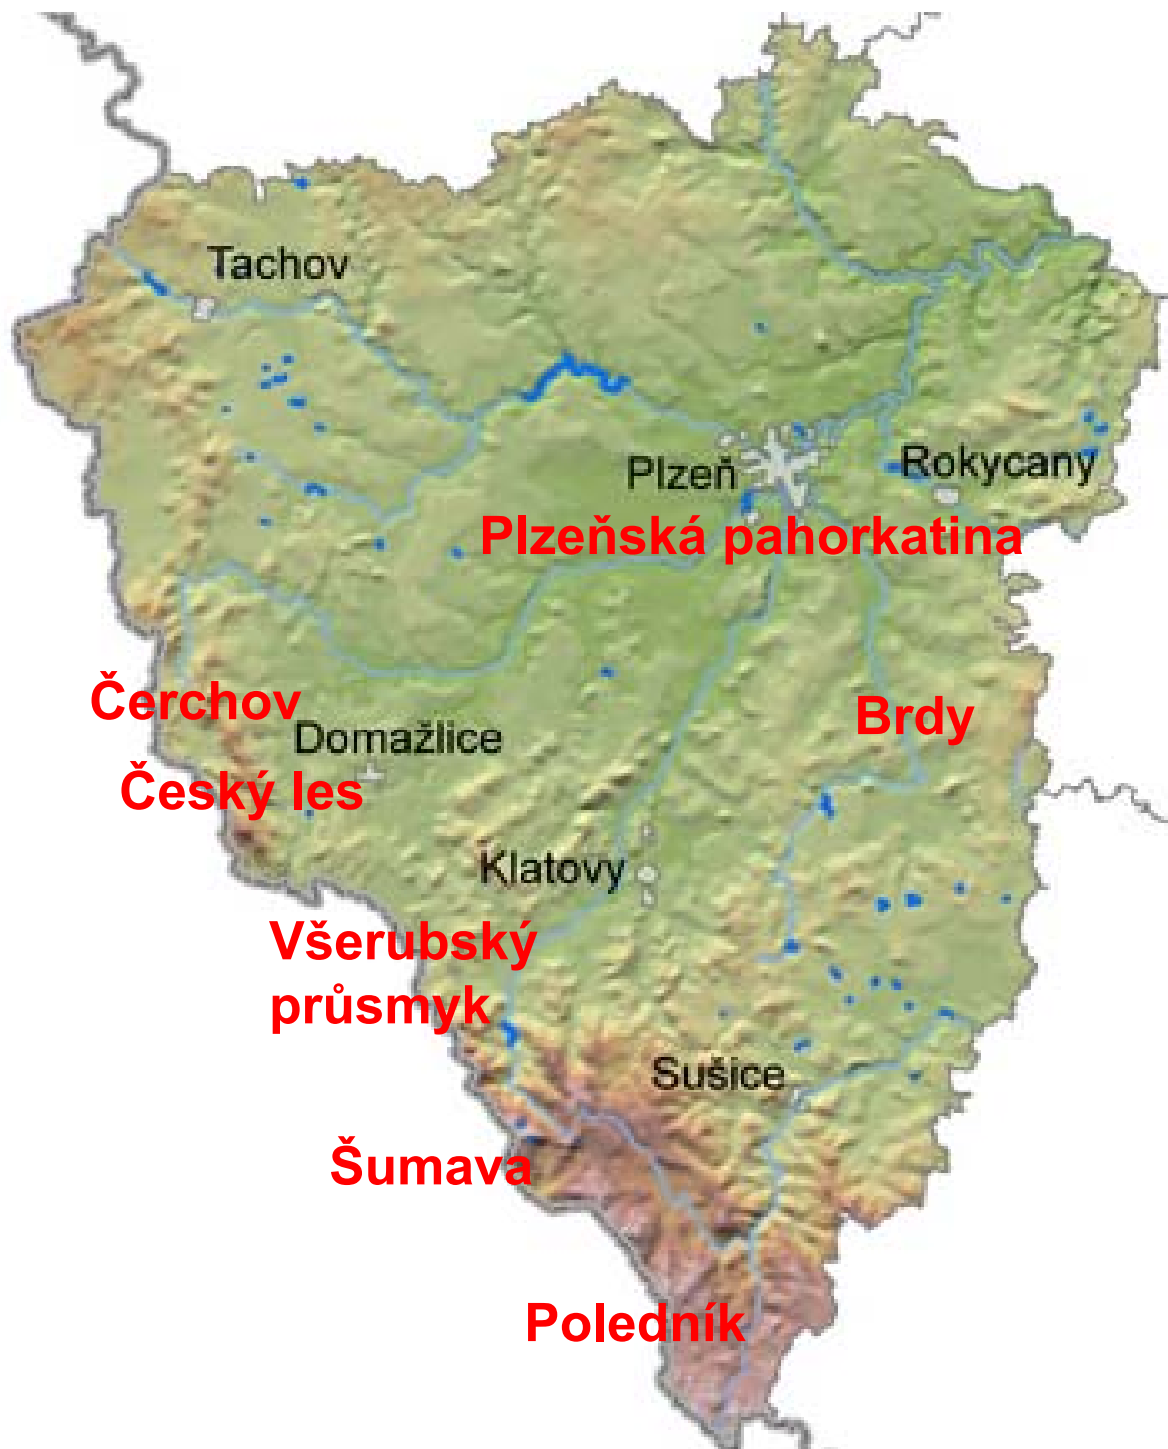 Tachov
Plzeň
Rokycany
Plzeňská pahorkatina
Čerchov
Brdy
Domažlice
Český les
Klatovy
Všerubský
průsmyk
Sušice
Šumava
Poledník